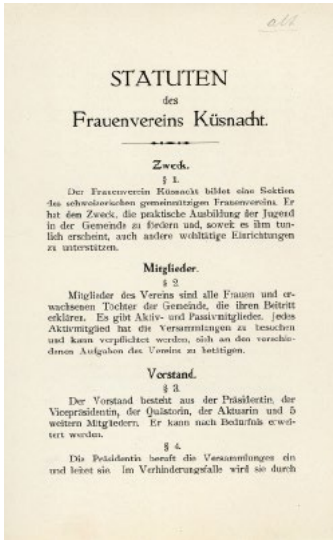 alt
STATUTEN
des
Frauenvereins Küsnacht.
Zweck.
§ 1.
Der Frauenverein Küsnacht bildet eine Sektion
des schweizerischen gemeinnützigen Frauenvereins. Er
hat den Zweck, die praktische Ausbildung der Jugend
in der Gemeinde zu fördern und, soweit es ihm tun-
lich erscheint, auch andere wohltätige Einrichtungen
zu unterstützen.
Mitglieder.
§ 2.
Mitglieder des Vereins sind alle Frauen und er-
wachsenen Töchter der Gemeinde, die ihren Beitritt
erklären. Es gibt Aktiv- und Passivmitglieder. Jedes
Aktivmitglied hat die Versammlungen zu besuchen
und kann verpflichtet werden, sich an den verschie-
denen Aufgaben des Vereins zu betätigen.
Vorstand.
§ 3.
Der Vorstand besteht aus der Präsidentin, der
Vicepräsidentin, der Quästorin, der Aktuarin und 5
weitern Mitgliedern. Er kann nach Bedürfnis erwei-
tert werden.
§ 4.
Die Präsidentin beruft die Versammlungen ein
und leitet sie. Im Verhinderungsfalle wird sie durch